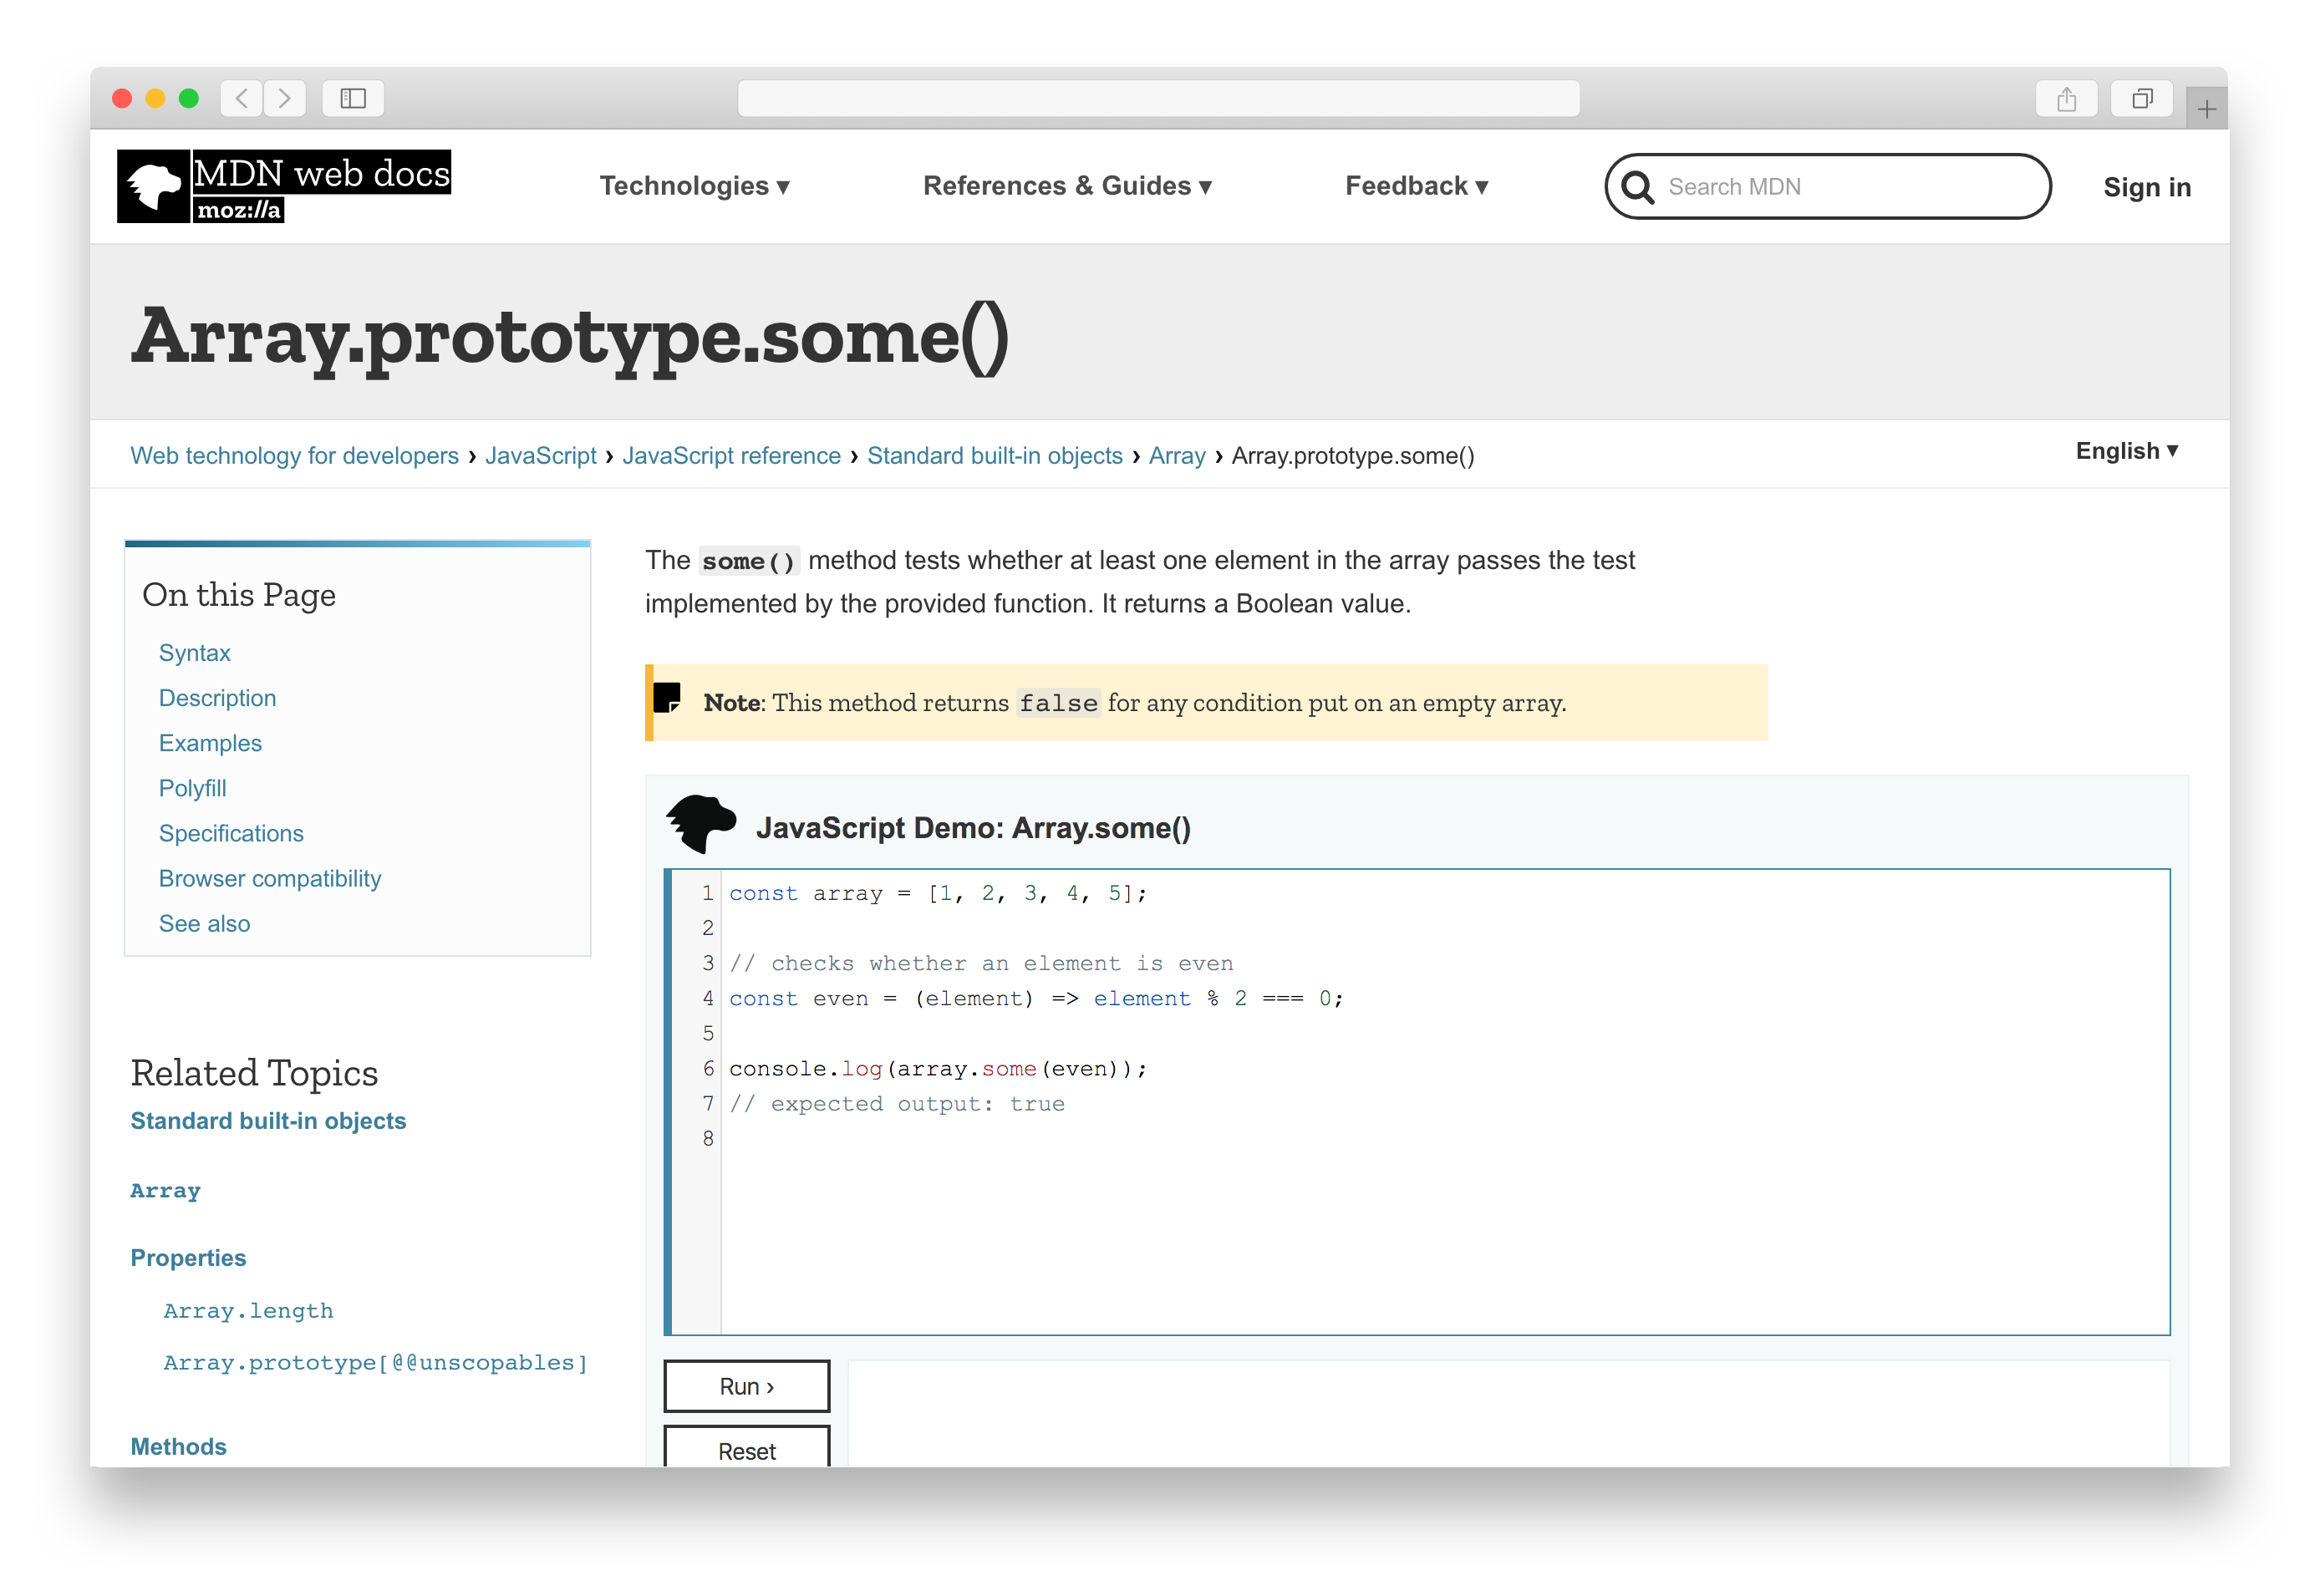 MDN web docs
moz://a
Technologies ▾
References & Guides ▾
Feedback ▾
Search MDN
Sign in
Array.prototype.some()
Web technology for developers › JavaScript › JavaScript reference › Standard built-in objects › Array › Array.prototype.some()
English ▾
On this Page
Syntax
Description
Examples
Polyfill
Specifications
Browser compatibility
See also
Related Topics
Standard built-in objects
Array
Properties
Array.length
Array.prototype[@@unscopables]
Methods
The some() method tests whether at least one element in the array passes the test
implemented by the provided function. It returns a Boolean value.
Note: This method returns false for any condition put on an empty array.
JavaScript Demo: Array.some()
1 const array = [1, 2, 3, 4, 5];
2
3 // checks whether an element is even
4 const even = (element) => element % 2 === 0;
5
6 console.log(array.some(even));
7 // expected output: true
8
Run ›
Reset